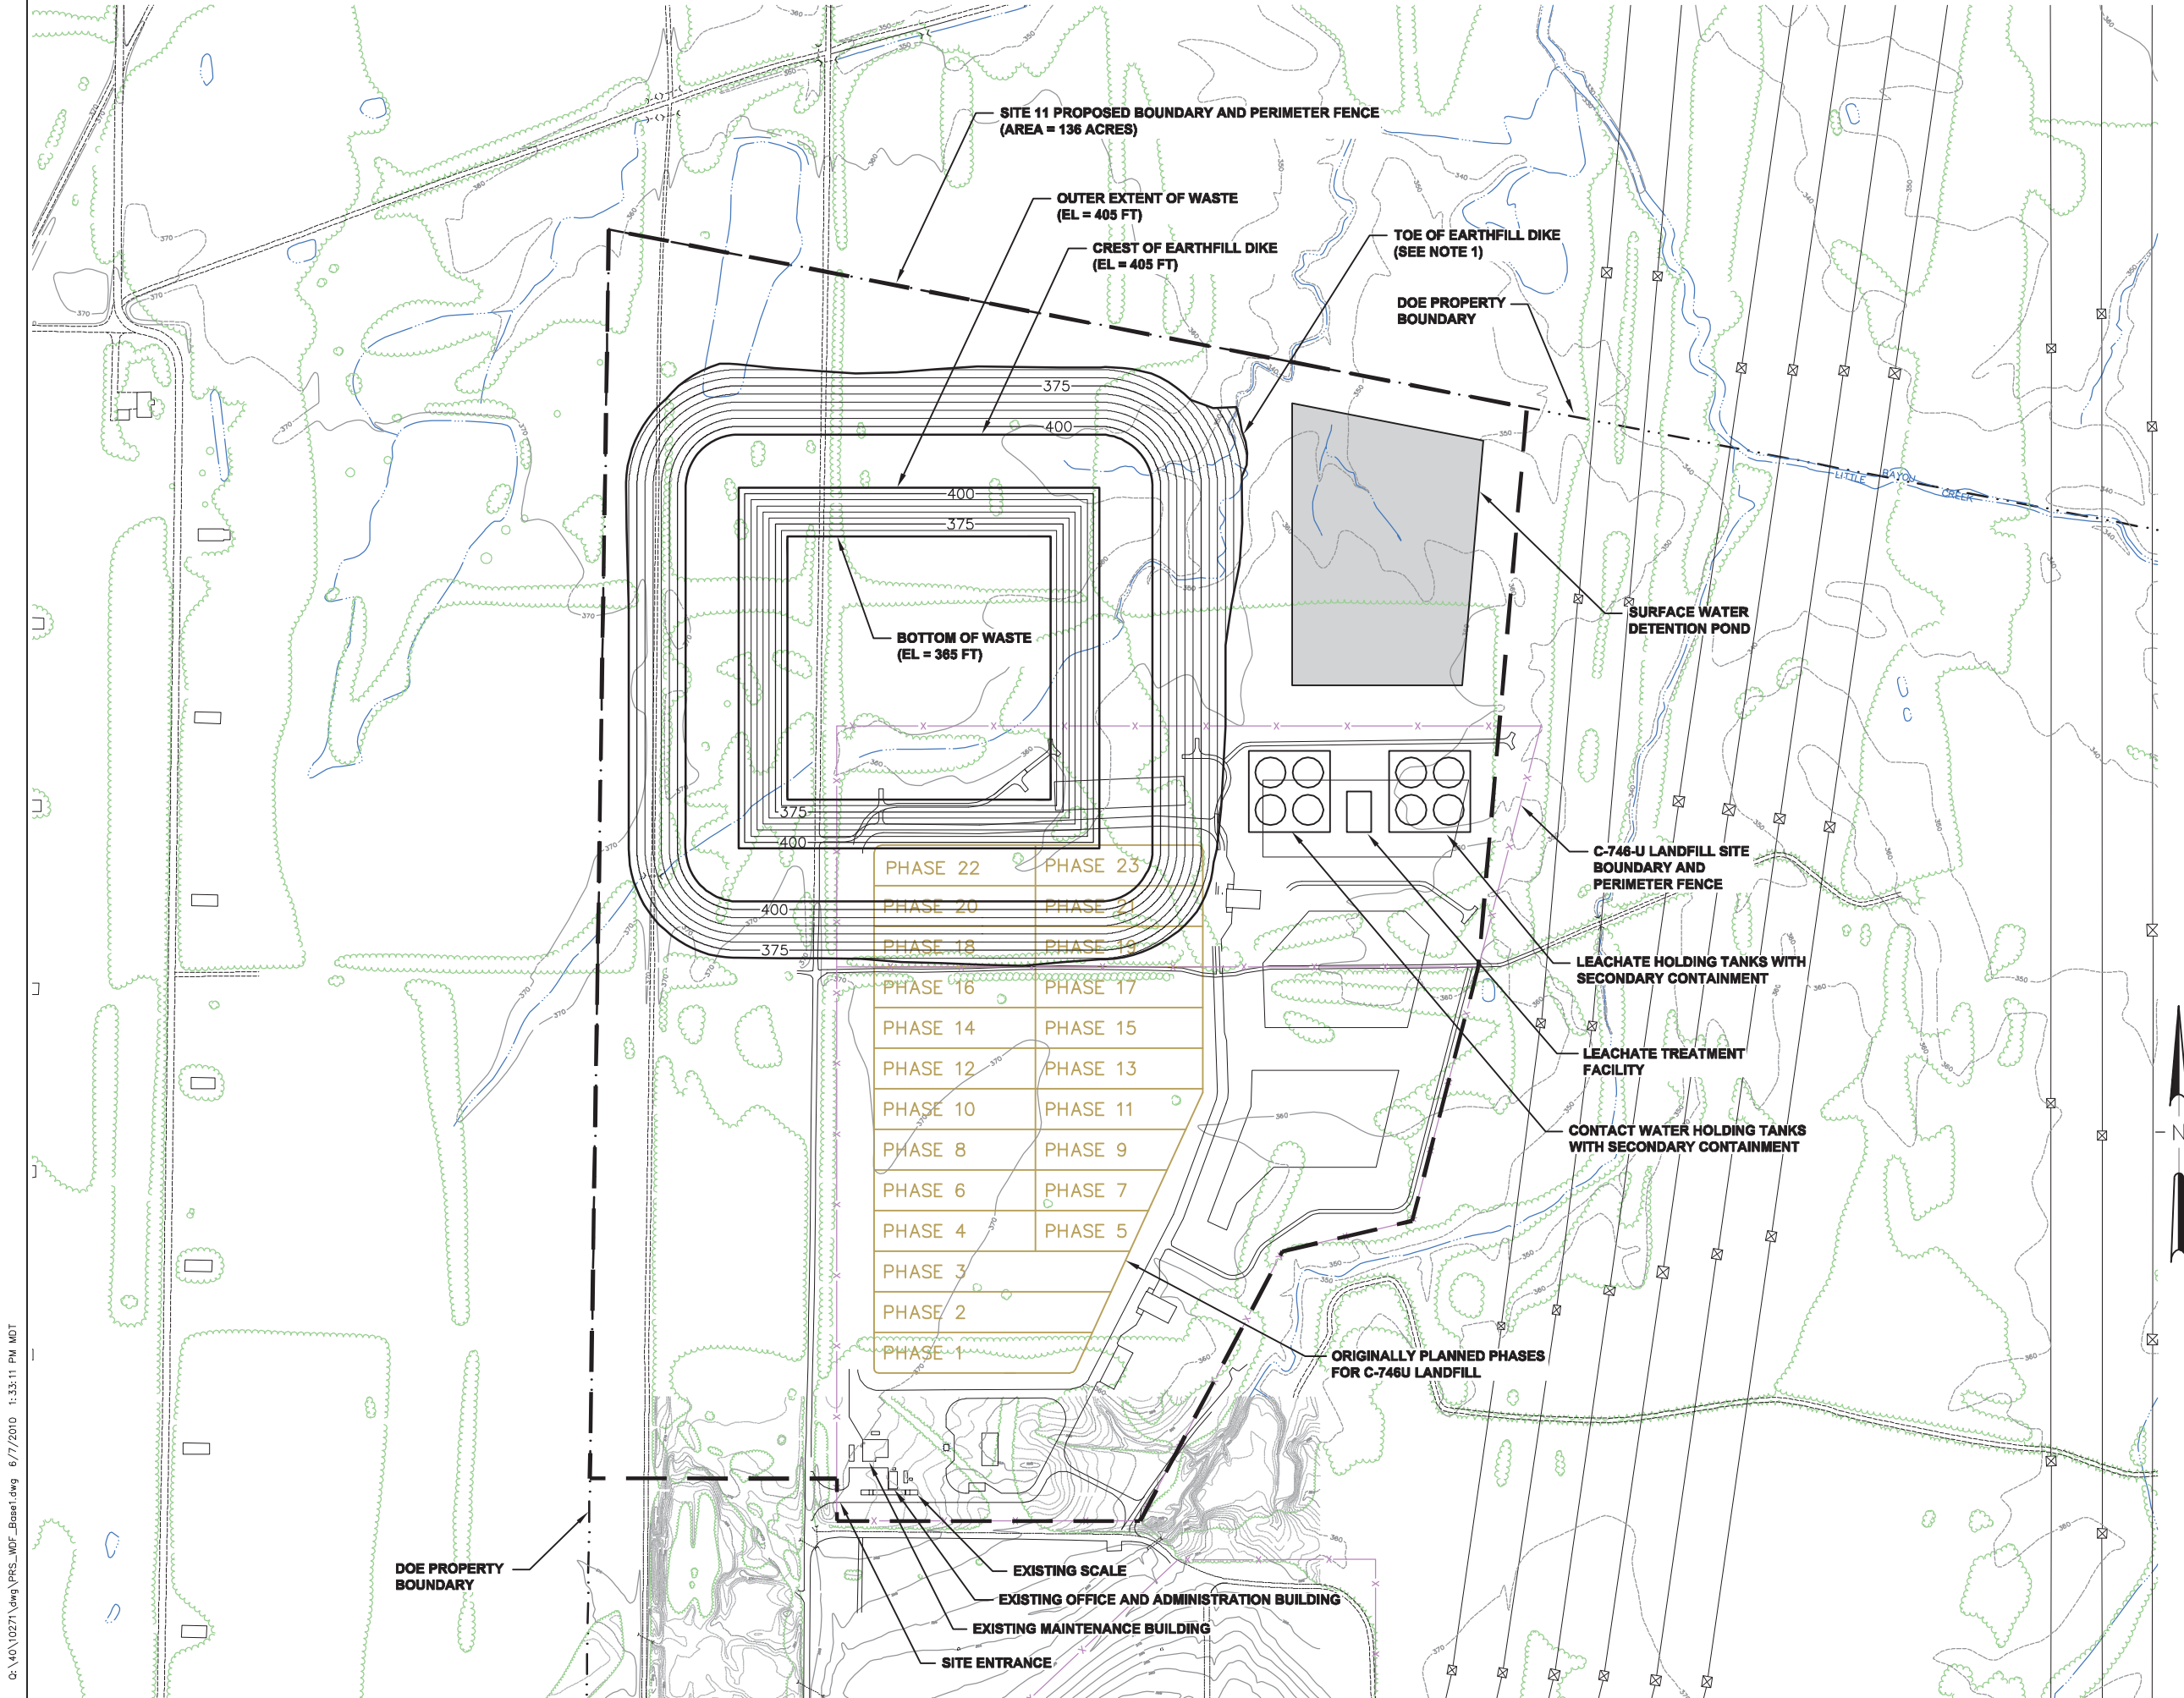 SITE 11 PROPOSED BOUNDARY AND PERIMETER FENCE
(AREA = 136 ACRES)
OUTER EXTENT OF WASTE
(EL = 405 FT)
CREST OF EARTHFILL DIKE
(EL = 405 FT)
TOE OF EARTHFILL DIKE
(SEE NOTE 1)
DOE PROPERTY
BOUNDARY
375
400
400
375
LITTLE BAYOU CREEK
BOTTOM OF WASTE
(EL = 365 FT)
SURFACE WATER
DETENTION POND
375
400
C-746-U LANDFILL SITE
BOUNDARY AND
PERIMETER FENCE
PHASE 22
PHASE 23
400
PHASE 20
PHASE 21
375
PHASE 18
PHASE 19
LEACHATE HOLDING TANKS WITH
SECONDARY CONTAINMENT
PHASE 16
PHASE 17
PHASE 14
PHASE 15
LEACHATE TREATMENT
FACILITY
PHASE 12
PHASE 13
PHASE 10
PHASE 11
CONTACT WATER HOLDING TANKS
WITH SECONDARY CONTAINMENT
N
PHASE 8
PHASE 9
PHASE 6
PHASE 7
PHASE 4
PHASE 5
PHASE 3
PHASE 2
PHASE 1
ORIGINALLY PLANNED PHASES
FOR C-746U LANDFILL
DOE PROPERTY
BOUNDARY
EXISTING SCALE
EXISTING OFFICE AND ADMINISTRATION BUILDING
EXISTING MAINTENANCE BUILDING
SITE ENTRANCE
Q:\40\10271\dwg\PRS_WDF_Base1.dwg 6/7/2010 1:33:11 PM MDT